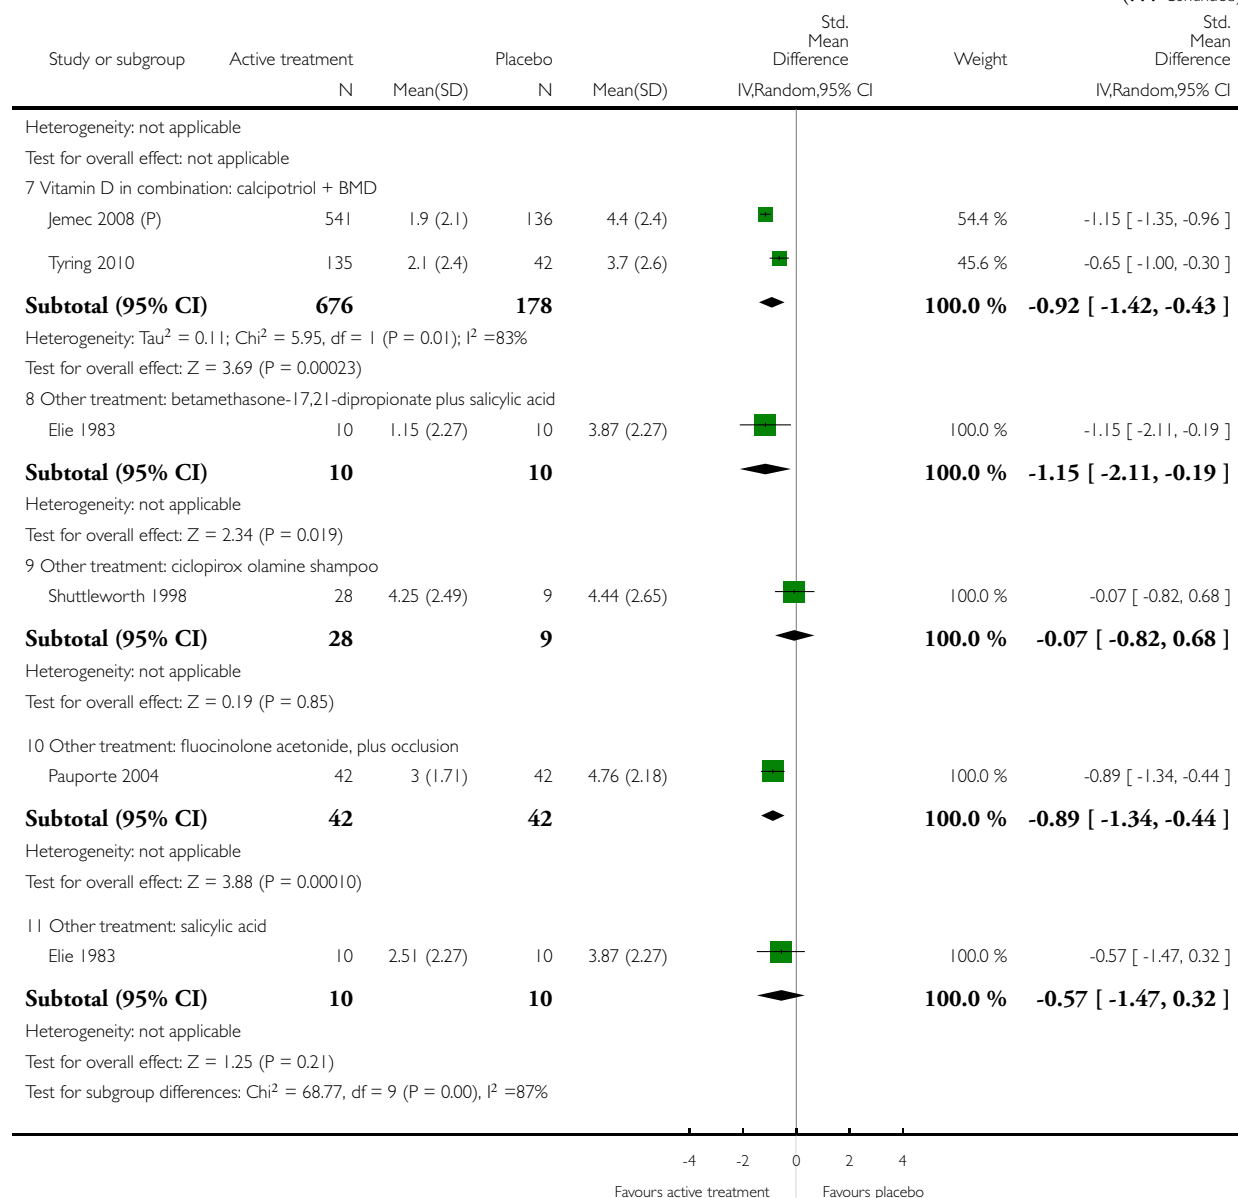 Std.
Mean
Difference
Std.
Mean
Difference
Study or subgroup Active treatment Placebo Weight
N Mean(SD) N Mean(SD) IV,Random,95% CI IV,Random,95% CI
Heterogeneity: not applicable
Test for overall effect: not applicable
7 Vitamin D in combination: calcipotriol + BMD
Jemec 2008 (P) 541 1.9 (2.1) 136 4.4 (2.4) 54.4 % -1.15 [ -1.35, -0.96 ]
Tyring 2010 135 2.1 (2.4) 42 3.7 (2.6) 45.6 % -0.65 [ -1.00, -0.30 ]
Subtotal (95% CI) 676 178 100.0 % -0.92 [ -1.42, -0.43 ]
Heterogeneity: Tau² = 0.11; Chi² = 5.95, df = 1 (P = 0.01); I² =83%
Test for overall effect: Z = 3.69 (P = 0.00023)
8 Other treatment: betamethasone-17,21-dipropionate plus salicylic acid
Elie 1983 10 1.15 (2.27) 10 3.87 (2.27) 100.0 % -1.15 [ -2.11, -0.19 ]
Subtotal (95% CI) 10 10 100.0 % -1.15 [ -2.11, -0.19 ]
Heterogeneity: not applicable
Test for overall effect: Z = 2.34 (P = 0.019)
9 Other treatment: ciclopirox olamine shampoo
Shuttleworth 1998 28 4.25 (2.49) 9 4.44 (2.65) 100.0 % -0.07 [ -0.82, 0.68 ]
Subtotal (95% CI) 28 9 100.0 % -0.07 [ -0.82, 0.68 ]
Heterogeneity: not applicable
Test for overall effect: Z = 0.19 (P = 0.85)
10 Other treatment: fluocinolone acetonide, plus occlusion
Pauporte 2004 42 3 (1.71) 42 4.76 (2.18) 100.0 % -0.89 [ -1.34, -0.44 ]
Subtotal (95% CI) 42 42 100.0 % -0.89 [ -1.34, -0.44 ]
Heterogeneity: not applicable
Test for overall effect: Z = 3.88 (P = 0.00010)
11 Other treatment: salicylic acid
Elie 1983 10 2.51 (2.27) 10 3.87 (2.27) 100.0 % -0.57 [ -1.47, 0.32 ]
Subtotal (95% CI) 10 10 100.0 % -0.57 [ -1.47, 0.32 ]
Heterogeneity: not applicable
Test for overall effect: Z = 1.25 (P = 0.21)
Test for subgroup differences: Chi² = 68.77, df = 9 (P = 0.00), I² =87%
-4 -2 0 2 4
Favours active treatment Favours placebo